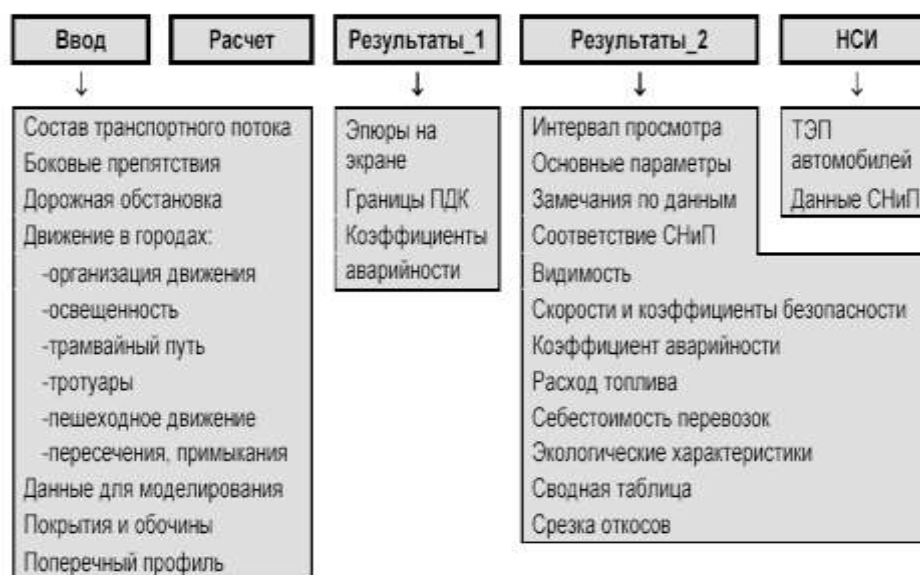 Ввод
Расчет
Результаты_1
Результаты_2
НСИ
↓
↓
↓
↓
Состав транспортного потока
Боковые препятствия
Дорожная обстановка
Движение в городах:
-организация движения
-освещенность
-трамвайный путь
-тротуары
-пешеходное движение
-пересечения, примыкания
Данные для моделирования
Покрытия и обочины
Поперечный профиль
Эпюры на
экране
Границы ПДК
Коэффициенты
аварийности
Интервал просмотра
Основные параметры
Замечания по данным
Соответствие СНиП
Видимость
Скорости и коэффициенты безопасности
Коэффициент аварийности
Расход топлива
Себестоимость перевозок
Экологические характеристики
Сводная таблица
Срезка откосов
ТЭП
автомобилей
Данные СНиП